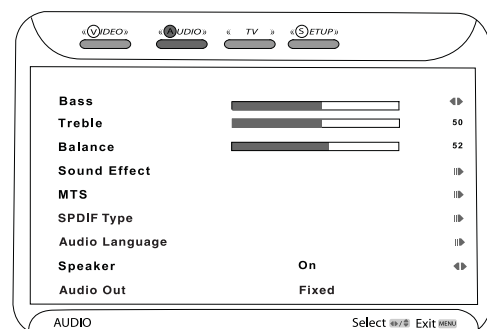 «VIDEO» «AUDIO» « TV » «SETUP»
Bass
Treble 50
Balance 52
Sound Effect
MTS
SPDIF Type
Audio Language
Speaker On
Audio Out Fixed
AUDIO Select Exit MENU